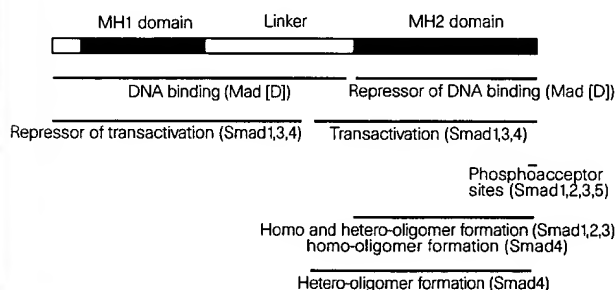 MH1 domain Linker MH2 domain
DNA binding (Mad [D]) Repressor of DNA binding (Mad [D])
Repressor of transactivation (Smad1,3,4) Transactivation (Smad1,3,4)
Phosphoacceptor
sites (Smad1,2,3,5)
Homo and hetero-oligomer formation (Smad1,2,3)
homo-oligomer formation (Smad4)
Hetero-oligomer formation (Smad4)